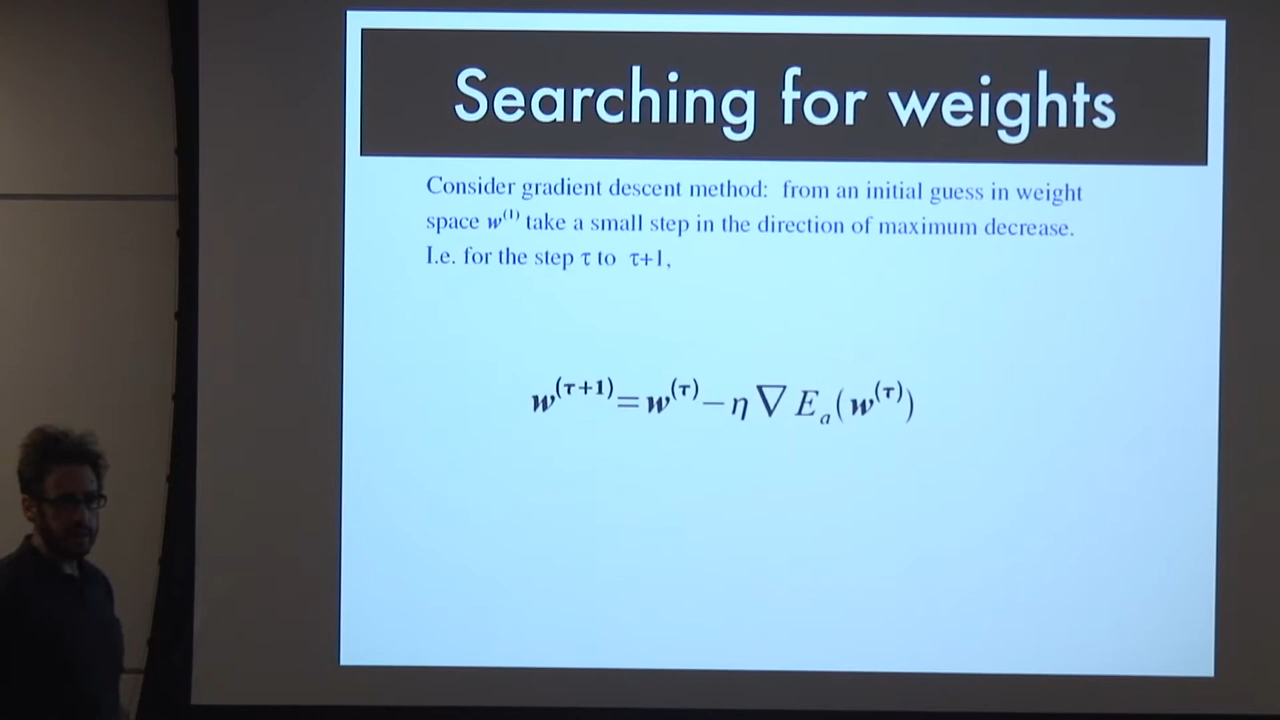 Searching for weights
Consider gradient descent method: from an initial guess in weight
space w⁽¹⁾ take a small step in the direction of maximum decrease.
I.e. for the step τ to τ+1,
w^(τ+1)=w^(τ)−η∇E_a(w^(τ))